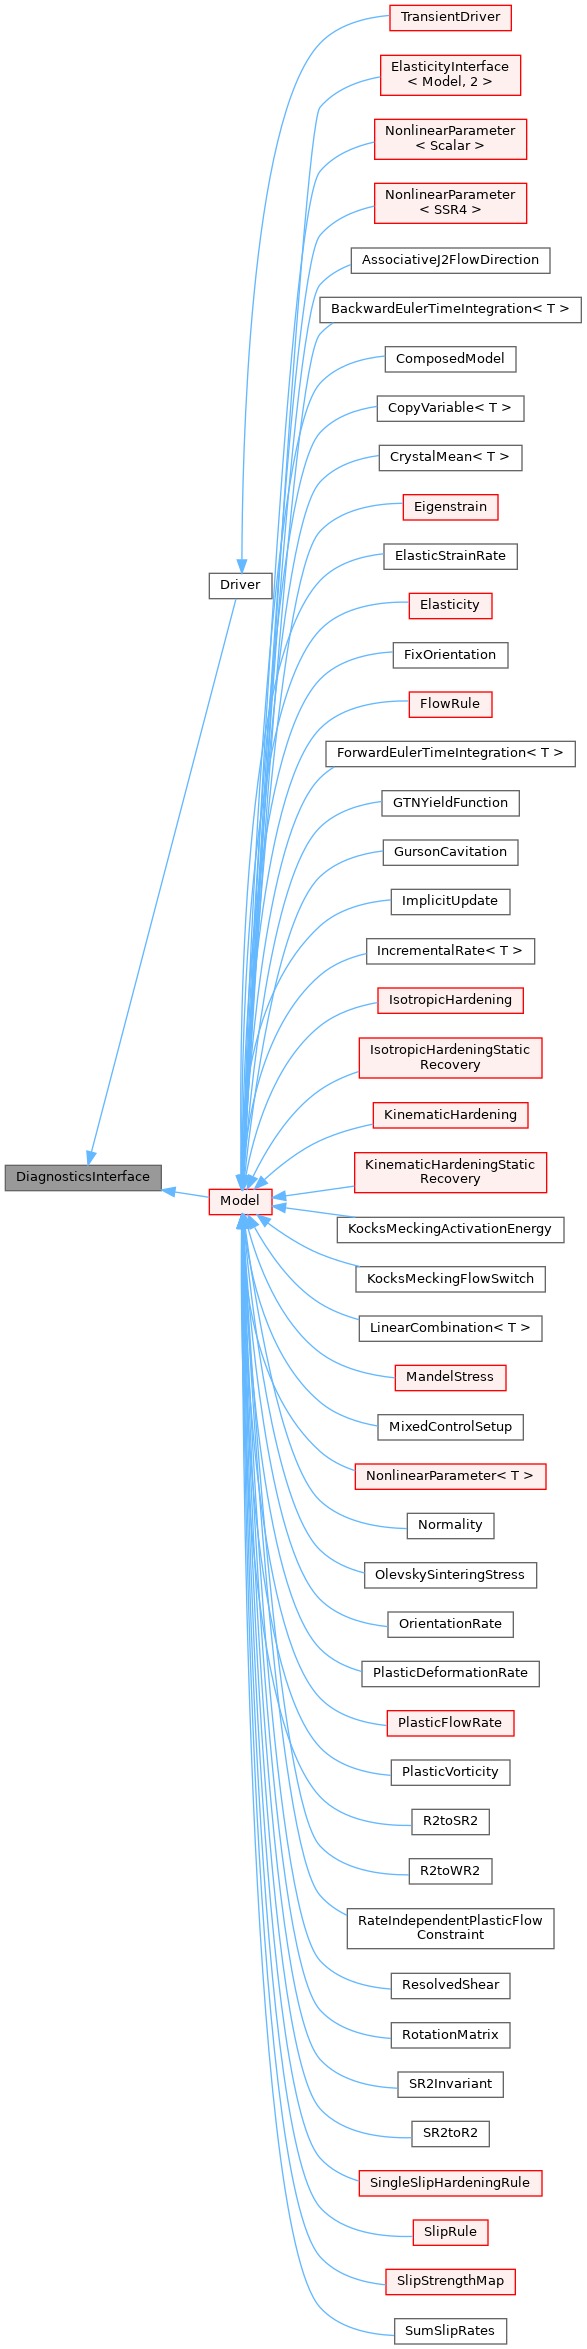 TransientDriver
ElasticityInterface
< Model, 2 >
NonlinearParameter
< Scalar >
NonlinearParameter
< SSR4 >
AssociativeJ2FlowDirection
BackwardEulerTimeIntegration< T >
ComposedModel
CopyVariable< T >
CrystalMean< T >
Eigenstrain
ElasticStrainRate
Driver
Elasticity
FixOrientation
FlowRule
ForwardEulerTimeIntegration< T >
GTNYieldFunction
GursonCavitation
ImplicitUpdate
IncrementalRate< T >
IsotropicHardening
IsotropicHardeningStatic
Recovery
KinematicHardening
KinematicHardeningStatic
Recovery
DiagnosticsInterface
Model
KocksMeckingActivationEnergy
KocksMeckingFlowSwitch
LinearCombination< T >
MandelStress
MixedControlSetup
NonlinearParameter< T >
Normality
OlevskySinteringStress
OrientationRate
PlasticDeformationRate
PlasticFlowRate
PlasticVorticity
R2toSR2
R2toWR2
RateIndependentPlasticFlow
Constraint
ResolvedShear
RotationMatrix
SR2Invariant
SR2toR2
SingleSlipHardeningRule
SlipRule
SlipStrengthMap
SumSlipRates